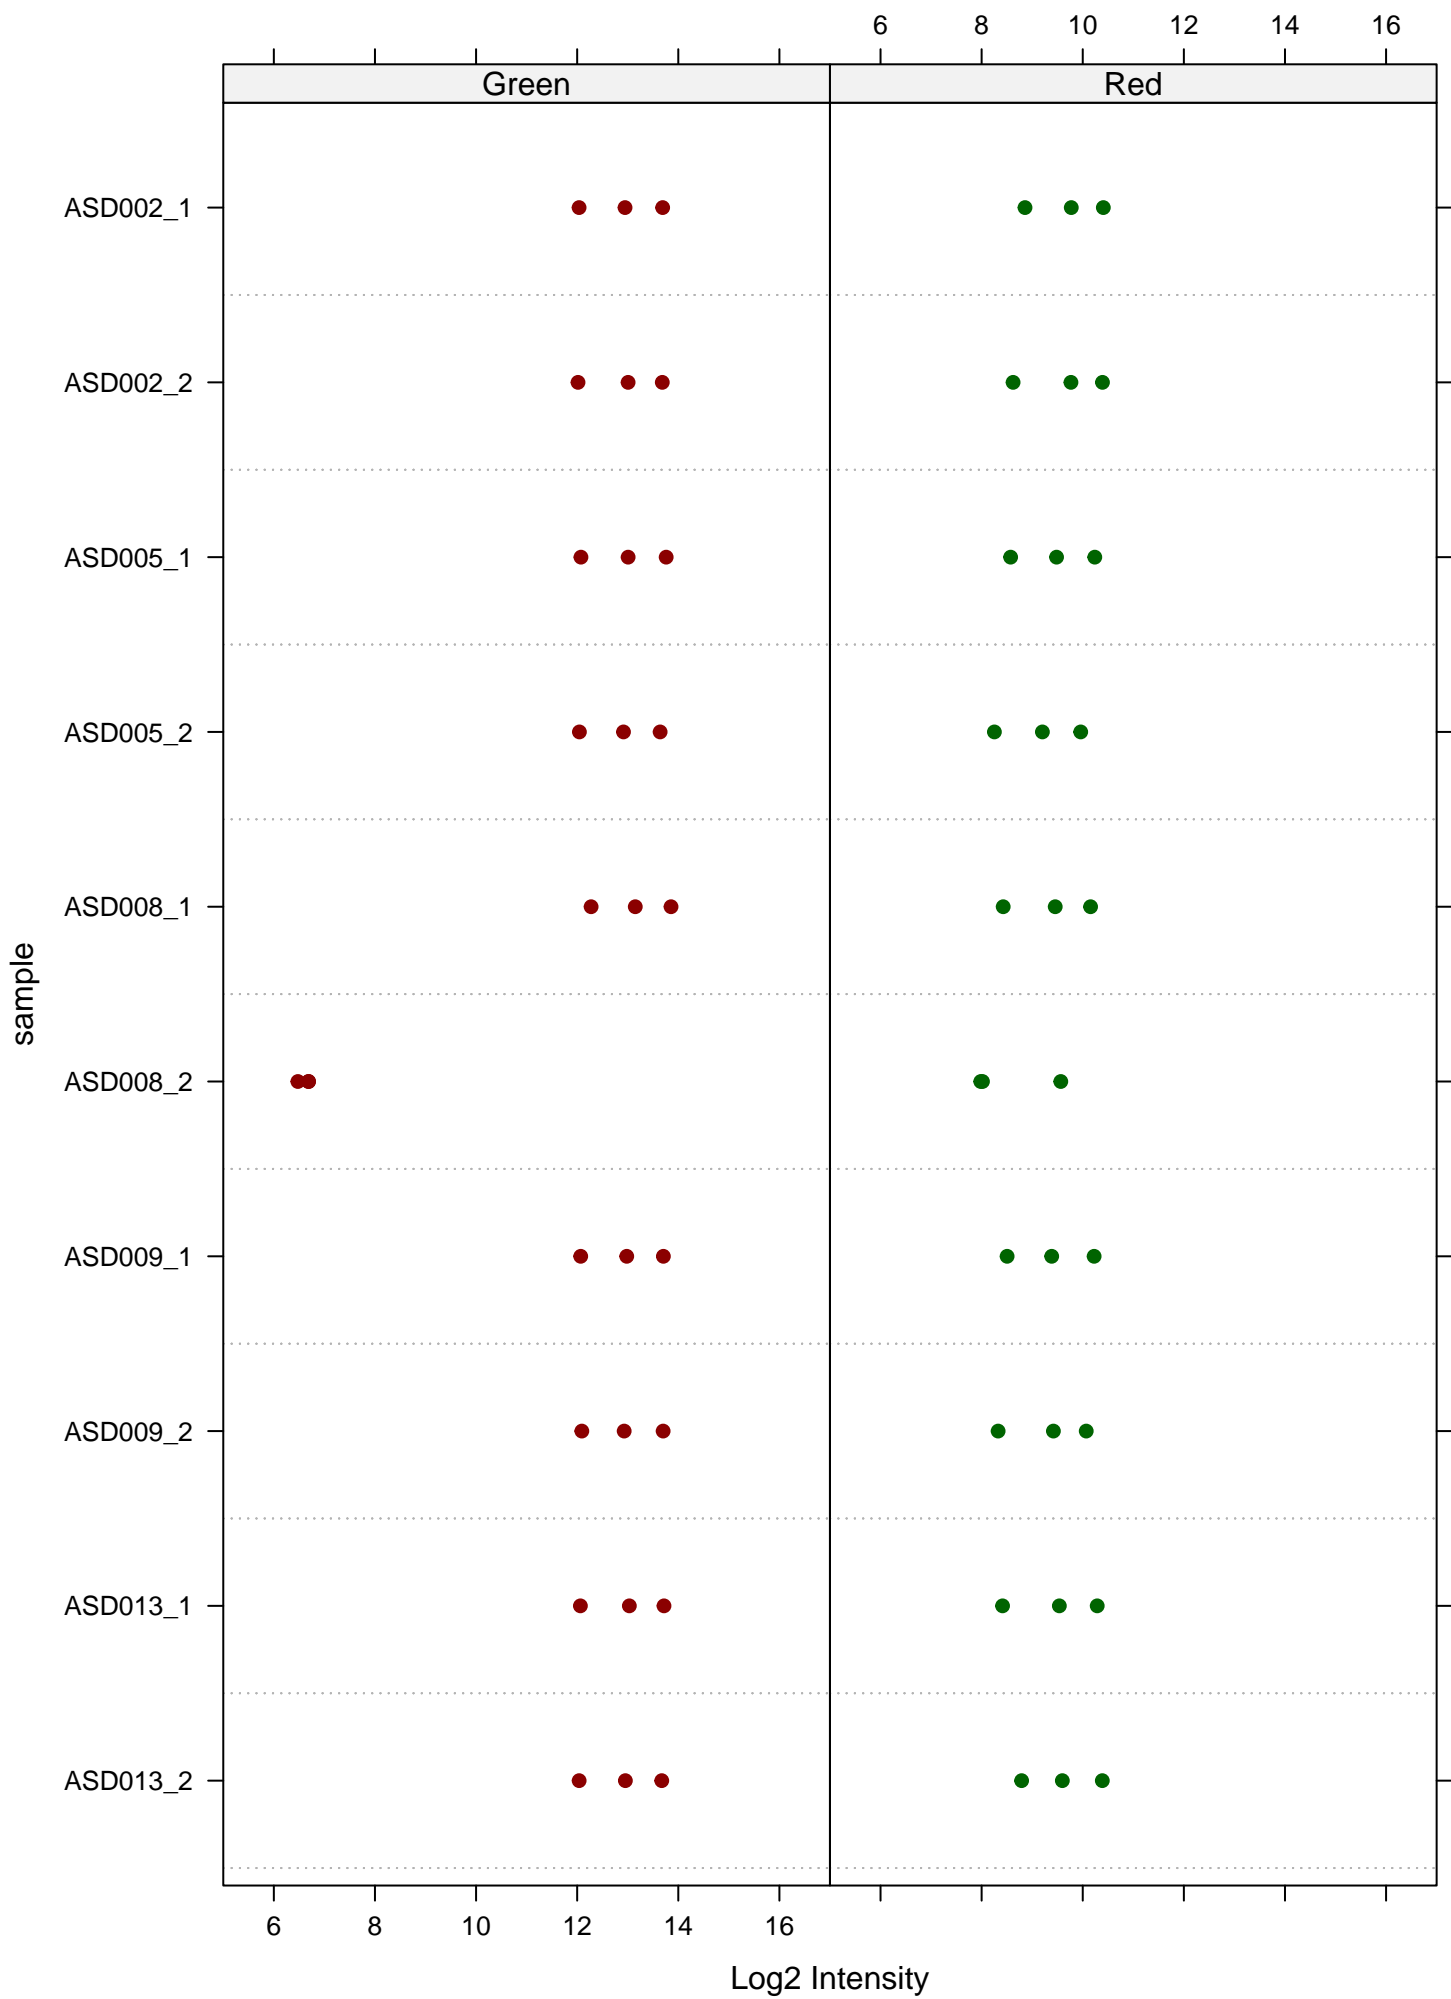 6 8 10 12 14 16
Green Red
ASD002_1
ASD002_2
ASD005_1
ASD005_2
ASD008_1
sample
ASD008_2
ASD009_1
ASD009_2
ASD013_1
ASD013_2
6 8 10 12 14 16
Log2 Intensity